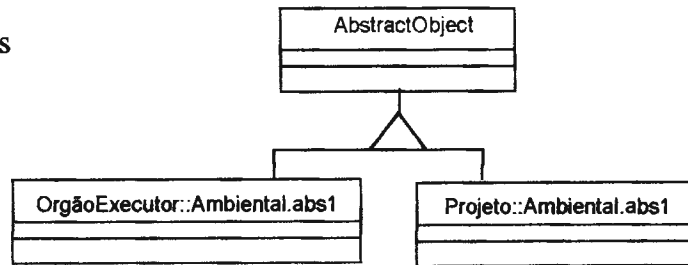 AbstractObject
s
OrgãoExecutor::Ambiental.abs1
Projeto::Ambiental.abs1